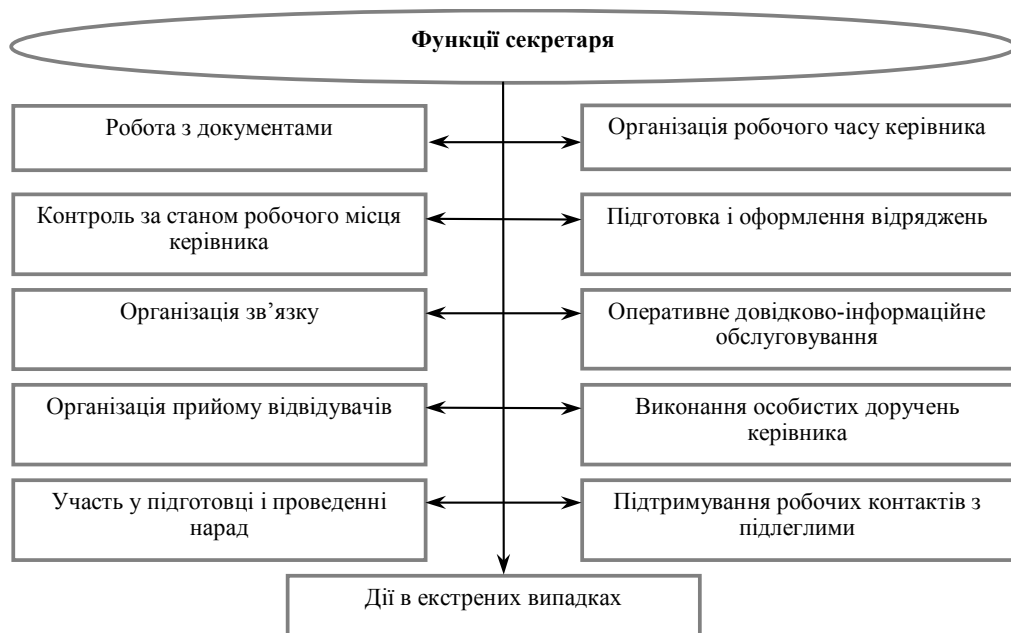 Функції секретаря
Робота з документами
Організація робочого часу керівника
Контроль за станом робочого місця
керівника
Підготовка і оформлення відряджень
Організація зв’язку
Оперативне довідково-інформаційне
обслуговування
Організація прийому відвідувачів
Виконання особистих доручень
керівника
Участь у підготовці і проведенні
нарад
Підтримування робочих контактів з
підлеглими
Дії в екстрених випадках